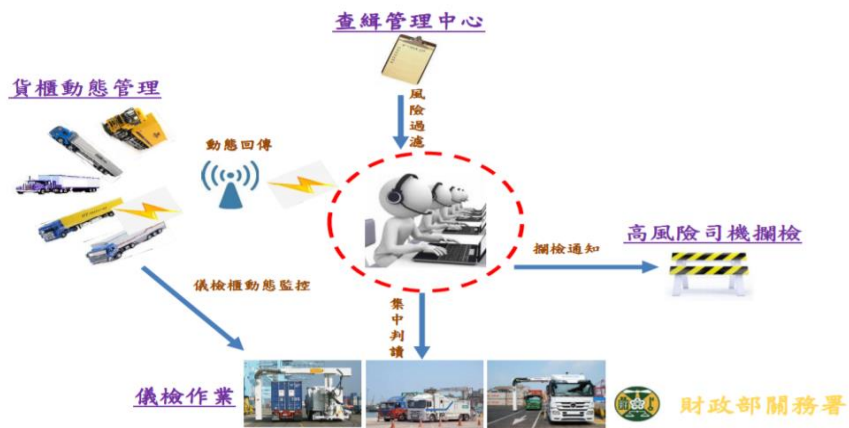 查緝管理中心
貨櫃動態管理
風險過濾
動態回傳
高風險司機攔檢
攔檢通知
儀檢櫃動態監控
集中判讀
儀檢作業
財政部關務署